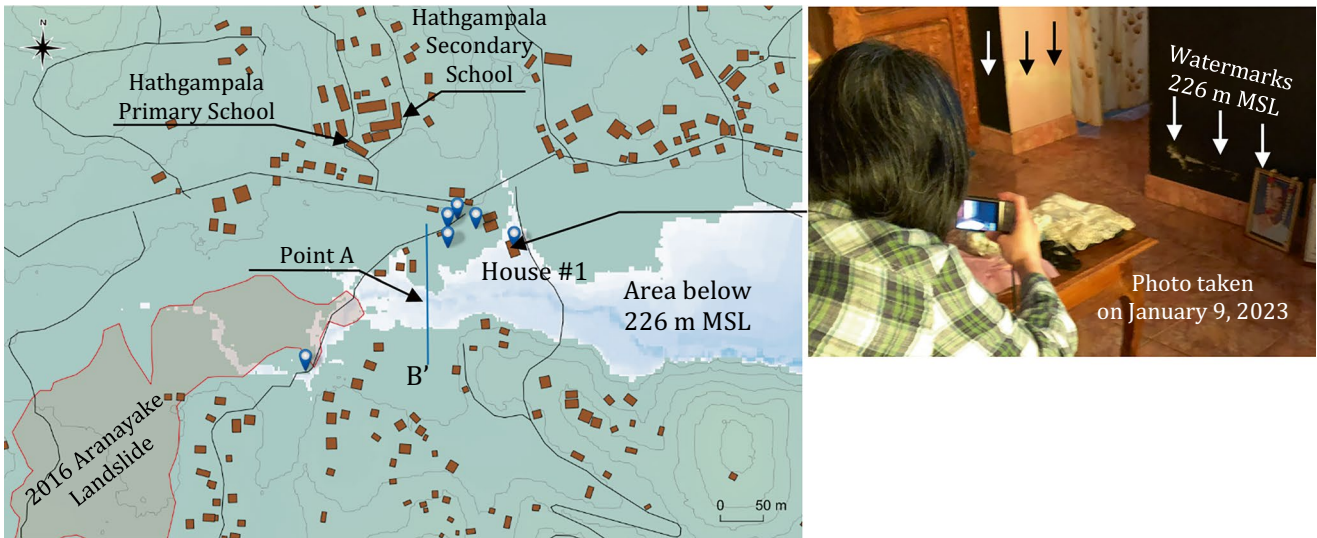 N
Hathgampala
Secondary
School
Hathgampala
Primary School
Point A
House #1
Area below
226 m MSL
B’
2016 Aranayake
Landslide
0 50 m
Watermarks
226 m MSL
Photo taken
on January 9, 2023